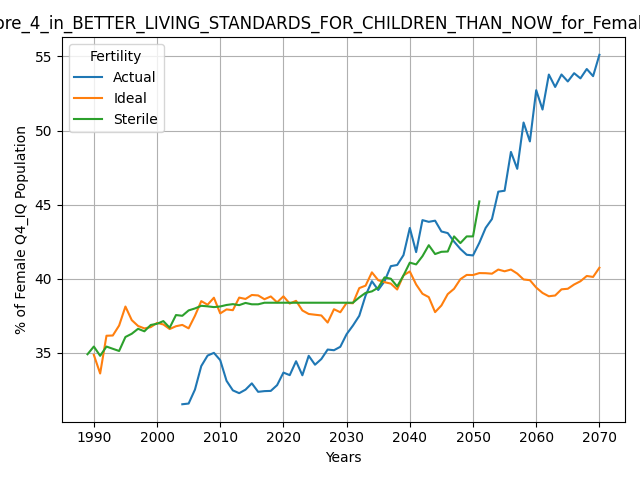 ore_4_in_BETTER_LIVING_STANDARDS_FOR_CHILDREN_THAN_NOW_for_Femal
Fertility
Actual
Ideal
Sterile
% of Female Q4_IQ Population
55
50
45
40
35
1990 2000 2010 2020 2030 2040 2050 2060 2070
Years